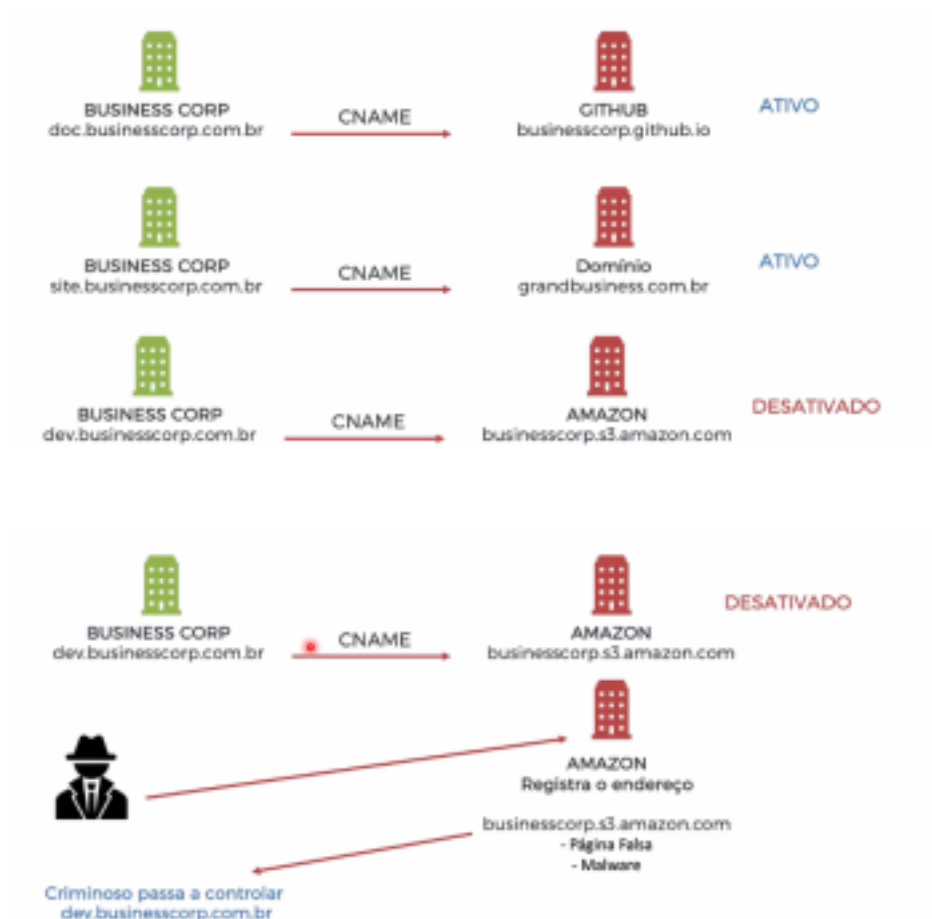 BUSINESS CORP
doc.businesscorp.com.br
CNAME
GITHUB
businesscorp.github.io
ATIVO
BUSINESS CORP
site.businesscorp.com.br
CNAME
Domínio
grandbusiness.com.br
ATIVO
BUSINESS CORP
dev.businesscorp.com.br
CNAME
AMAZON
businesscorp.s3.amazon.com
DESATIVADO
BUSINESS CORP
dev.businesscorp.com.br
CNAME
AMAZON
businesscorp.s3.amazon.com
DESATIVADO
AMAZON
Registra o endereço
businesscorp.s3.amazon.com
- Página Falsa
- Malware
Criminoso passa a controlar
dev.businesscorp.com.br